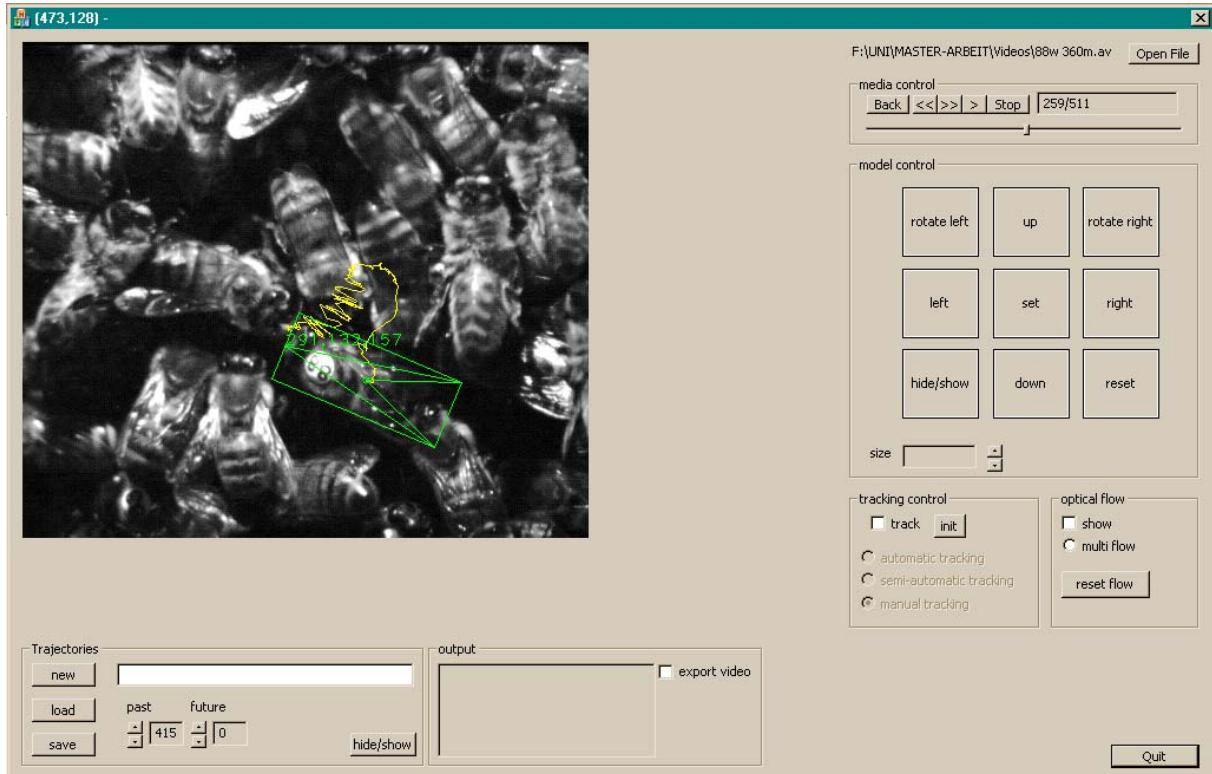 (473,128) -
F:\UNI\MASTER-ARBEIT\Videos\88w 360m.av Open File
media control
Back << >> > Stop 259/511
model control
rotate left up rotate right
left set right
hide/show down reset
size
291,133,157
tracking control
track init
automatic tracking
semi-automatic tracking
manual tracking
optical flow
show
multi flow
reset flow
Trajectories
new
load
save
past future
415 0
hide/show
output
export video
Quit